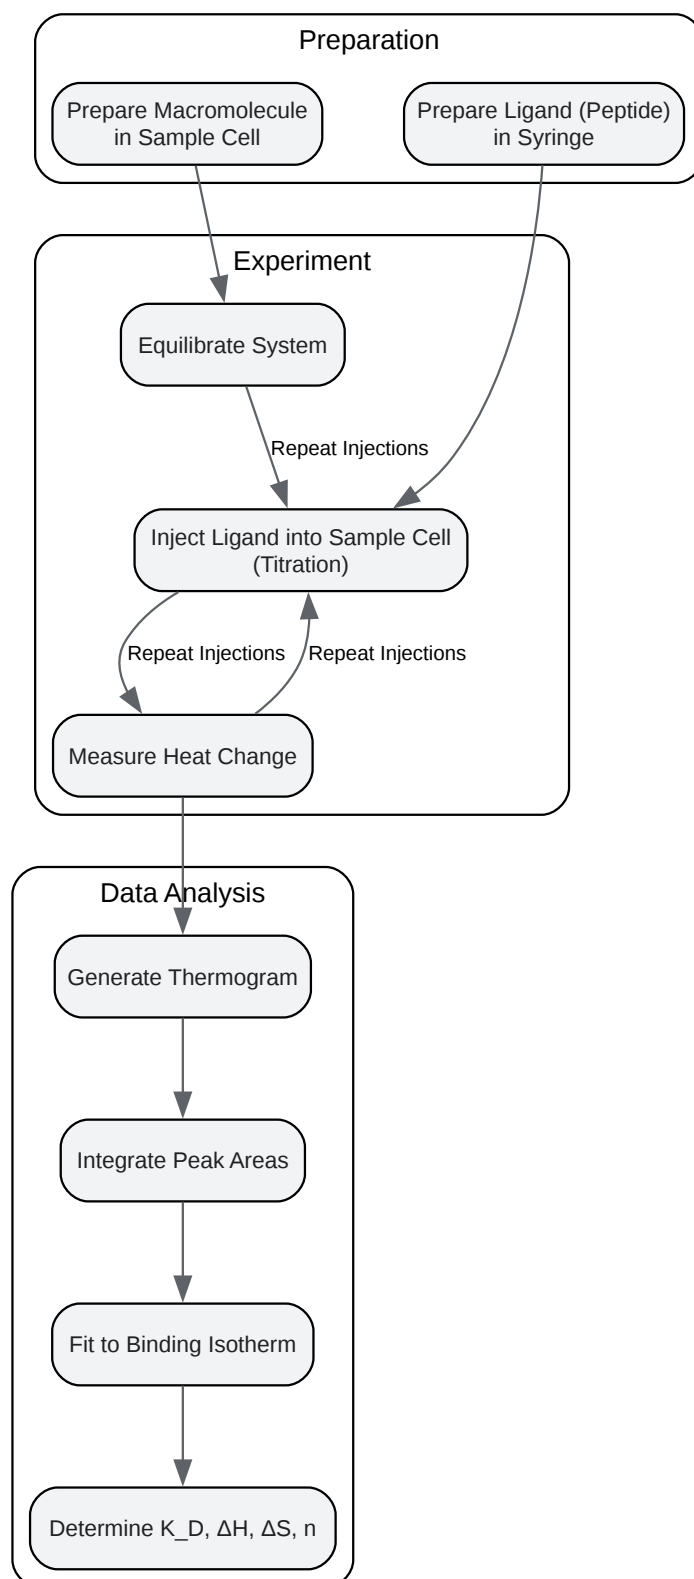 Preparation
Prepare Macromolecule
in Sample Cell
Prepare Ligand (Peptide)
in Syringe
Experiment
Equilibrate System
Repeat Injections
Inject Ligand into Sample Cell
(Titration)
Repeat Injections
Repeat Injections
Measure Heat Change
Data Analysis
Generate Thermogram
Integrate Peak Areas
Fit to Binding Isotherm
Determine K_D, ΔH, ΔS, n